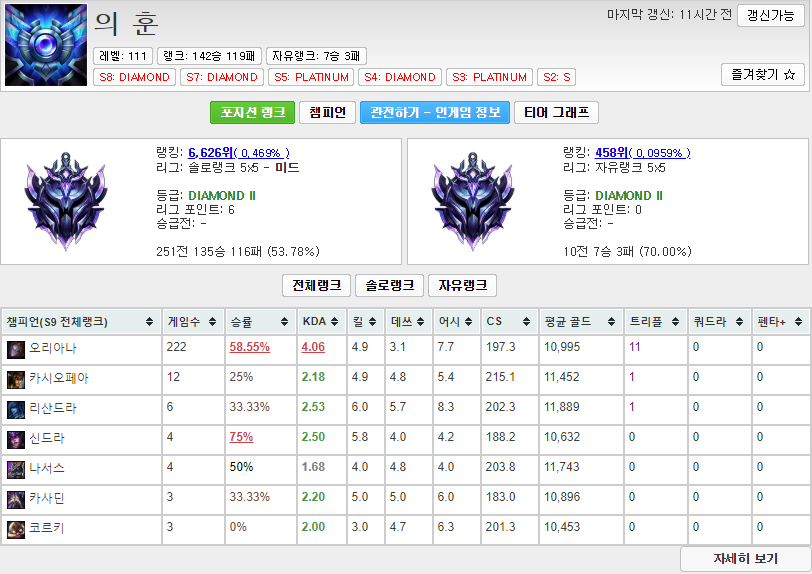 의 훈
마지막 갱신: 11시간 전 갱신가능
레벨: 111 랭크: 142승 119패 자유랭크: 7승 3패
S8: DIAMOND S7: DIAMOND S5: PLATINUM S4: DIAMOND S3: PLATINUM S2: S
즐겨찾기 ☆
포지션 랭크 챔피언 관전하기 - 인게임 정보 티어 그래프
랭킹: 6,626위( 0,469% )
리그: 솔로랭크 5x5 - 미드
등급: DIAMOND II
리그 포인트: 6
승급전: -
251전 135승 116패 (53.78%)
랭킹: 458위( 0,0959% )
리그: 자유랭크 5x5
등급: DIAMOND II
리그 포인트: 0
승급전: -
10전 7승 3패 (70.00%)
전체랭크 솔로랭크 자유랭크
챔피언(S9 전체랭크) 게임수 승률 KDA 킬 데쓰 어시 CS 평균 골드 트리플 쿼드라 펜타+
오리아나 222 58.55% 4.06 4.9 3.1 7.7 197.3 10,995 11 0 0
카시오페아 12 25% 2.18 4.9 4.8 5.4 215.1 11,452 1 0 0
리산드라 6 33.33% 2.53 6.0 5.7 8.3 202.3 11,889 1 0 0
신드라 4 75% 2.50 5.8 4.0 4.2 188.2 10,632 0 0 0
나서스 4 50% 1.68 4.0 4.8 4.0 203.8 11,743 0 0 0
카사딘 3 33.33% 2.20 5.0 5.0 6.0 183.0 10,896 0 0 0
코르키 3 0% 2.00 3.0 4.7 6.3 201.3 10,453 0 0 0
자세히 보기